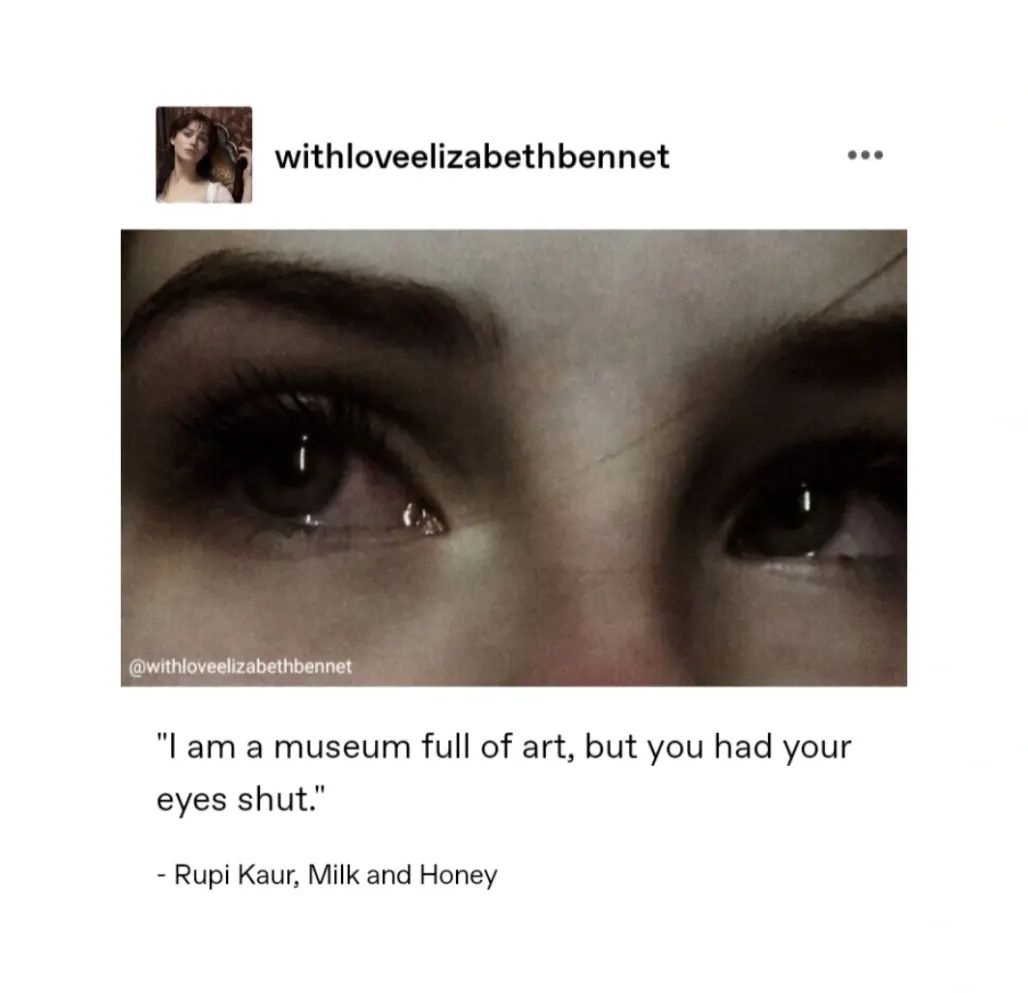 withloveelizabethbennet
@withloveelizabethbennet
"I am a museum full of art, but you had your
eyes shut."
- Rupi Kaur, Milk and Honey